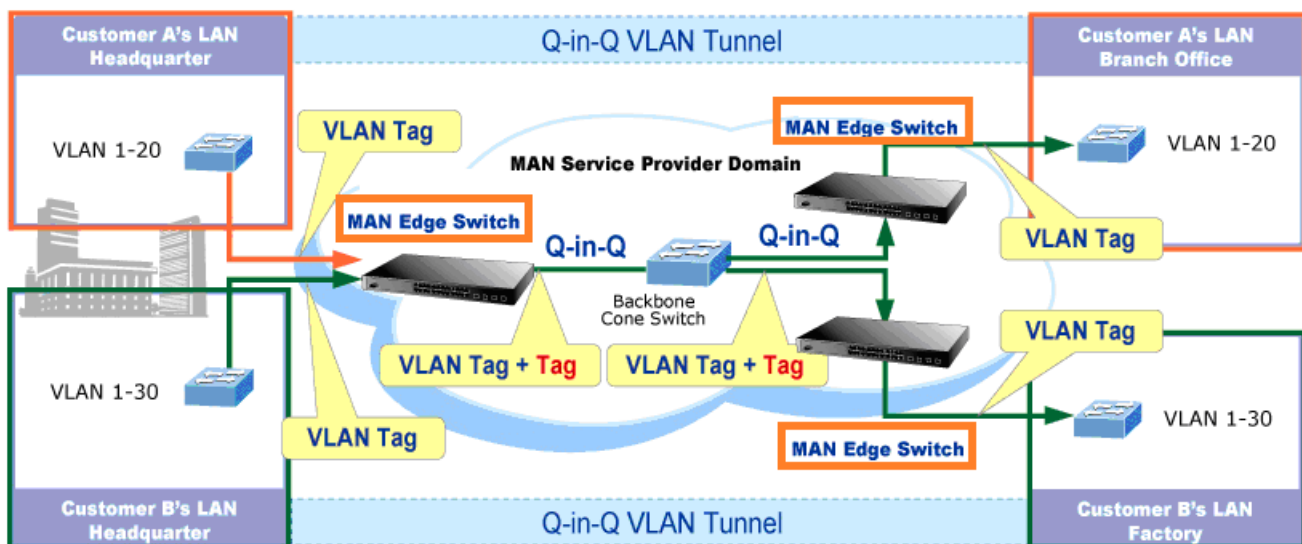 Customer A's LAN
Headquarter
Q-in-Q VLAN Tunnel
Customer A's LAN
Branch Office
VLAN 1-20
VLAN Tag
MAN Edge Switch
VLAN 1-20
MAN Service Provider Domain
MAN Edge Switch
Q-in-Q
Q-in-Q
VLAN Tag
Backbone
Cone Switch
VLAN Tag
VLAN Tag + Tag
VLAN Tag + Tag
VLAN 1-30
VLAN Tag
VLAN 1-30
MAN Edge Switch
Customer B's LAN
Headquarter
Q-in-Q VLAN Tunnel
Customer B's LAN
Factory